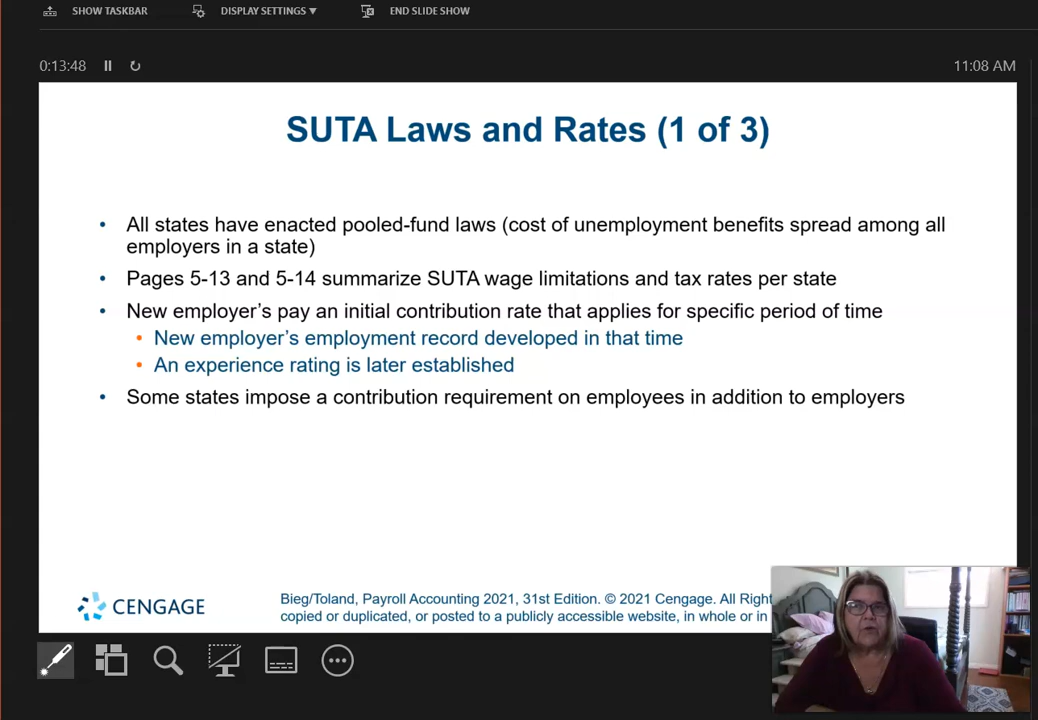 SHOW TASKBAR DISPLAY SETTINGS ▼ END SLIDE SHOW
0:13:48 11:08 AM
SUTA Laws and Rates (1 of 3)
• All states have enacted pooled-fund laws (cost of unemployment benefits spread among all
employers in a state)
• Pages 5-13 and 5-14 summarize SUTA wage limitations and tax rates per state
• New employer's pay an initial contribution rate that applies for specific period of time
• New employer's employment record developed in that time
• An experience rating is later established
• Some states impose a contribution requirement on employees in addition to employers
CENGAGE
Bieg/Toland, Payroll Accounting 2021, 31st Edition. © 2021 Cengage. All Right
copied or duplicated, or posted to a publicly accessible website, in whole or in